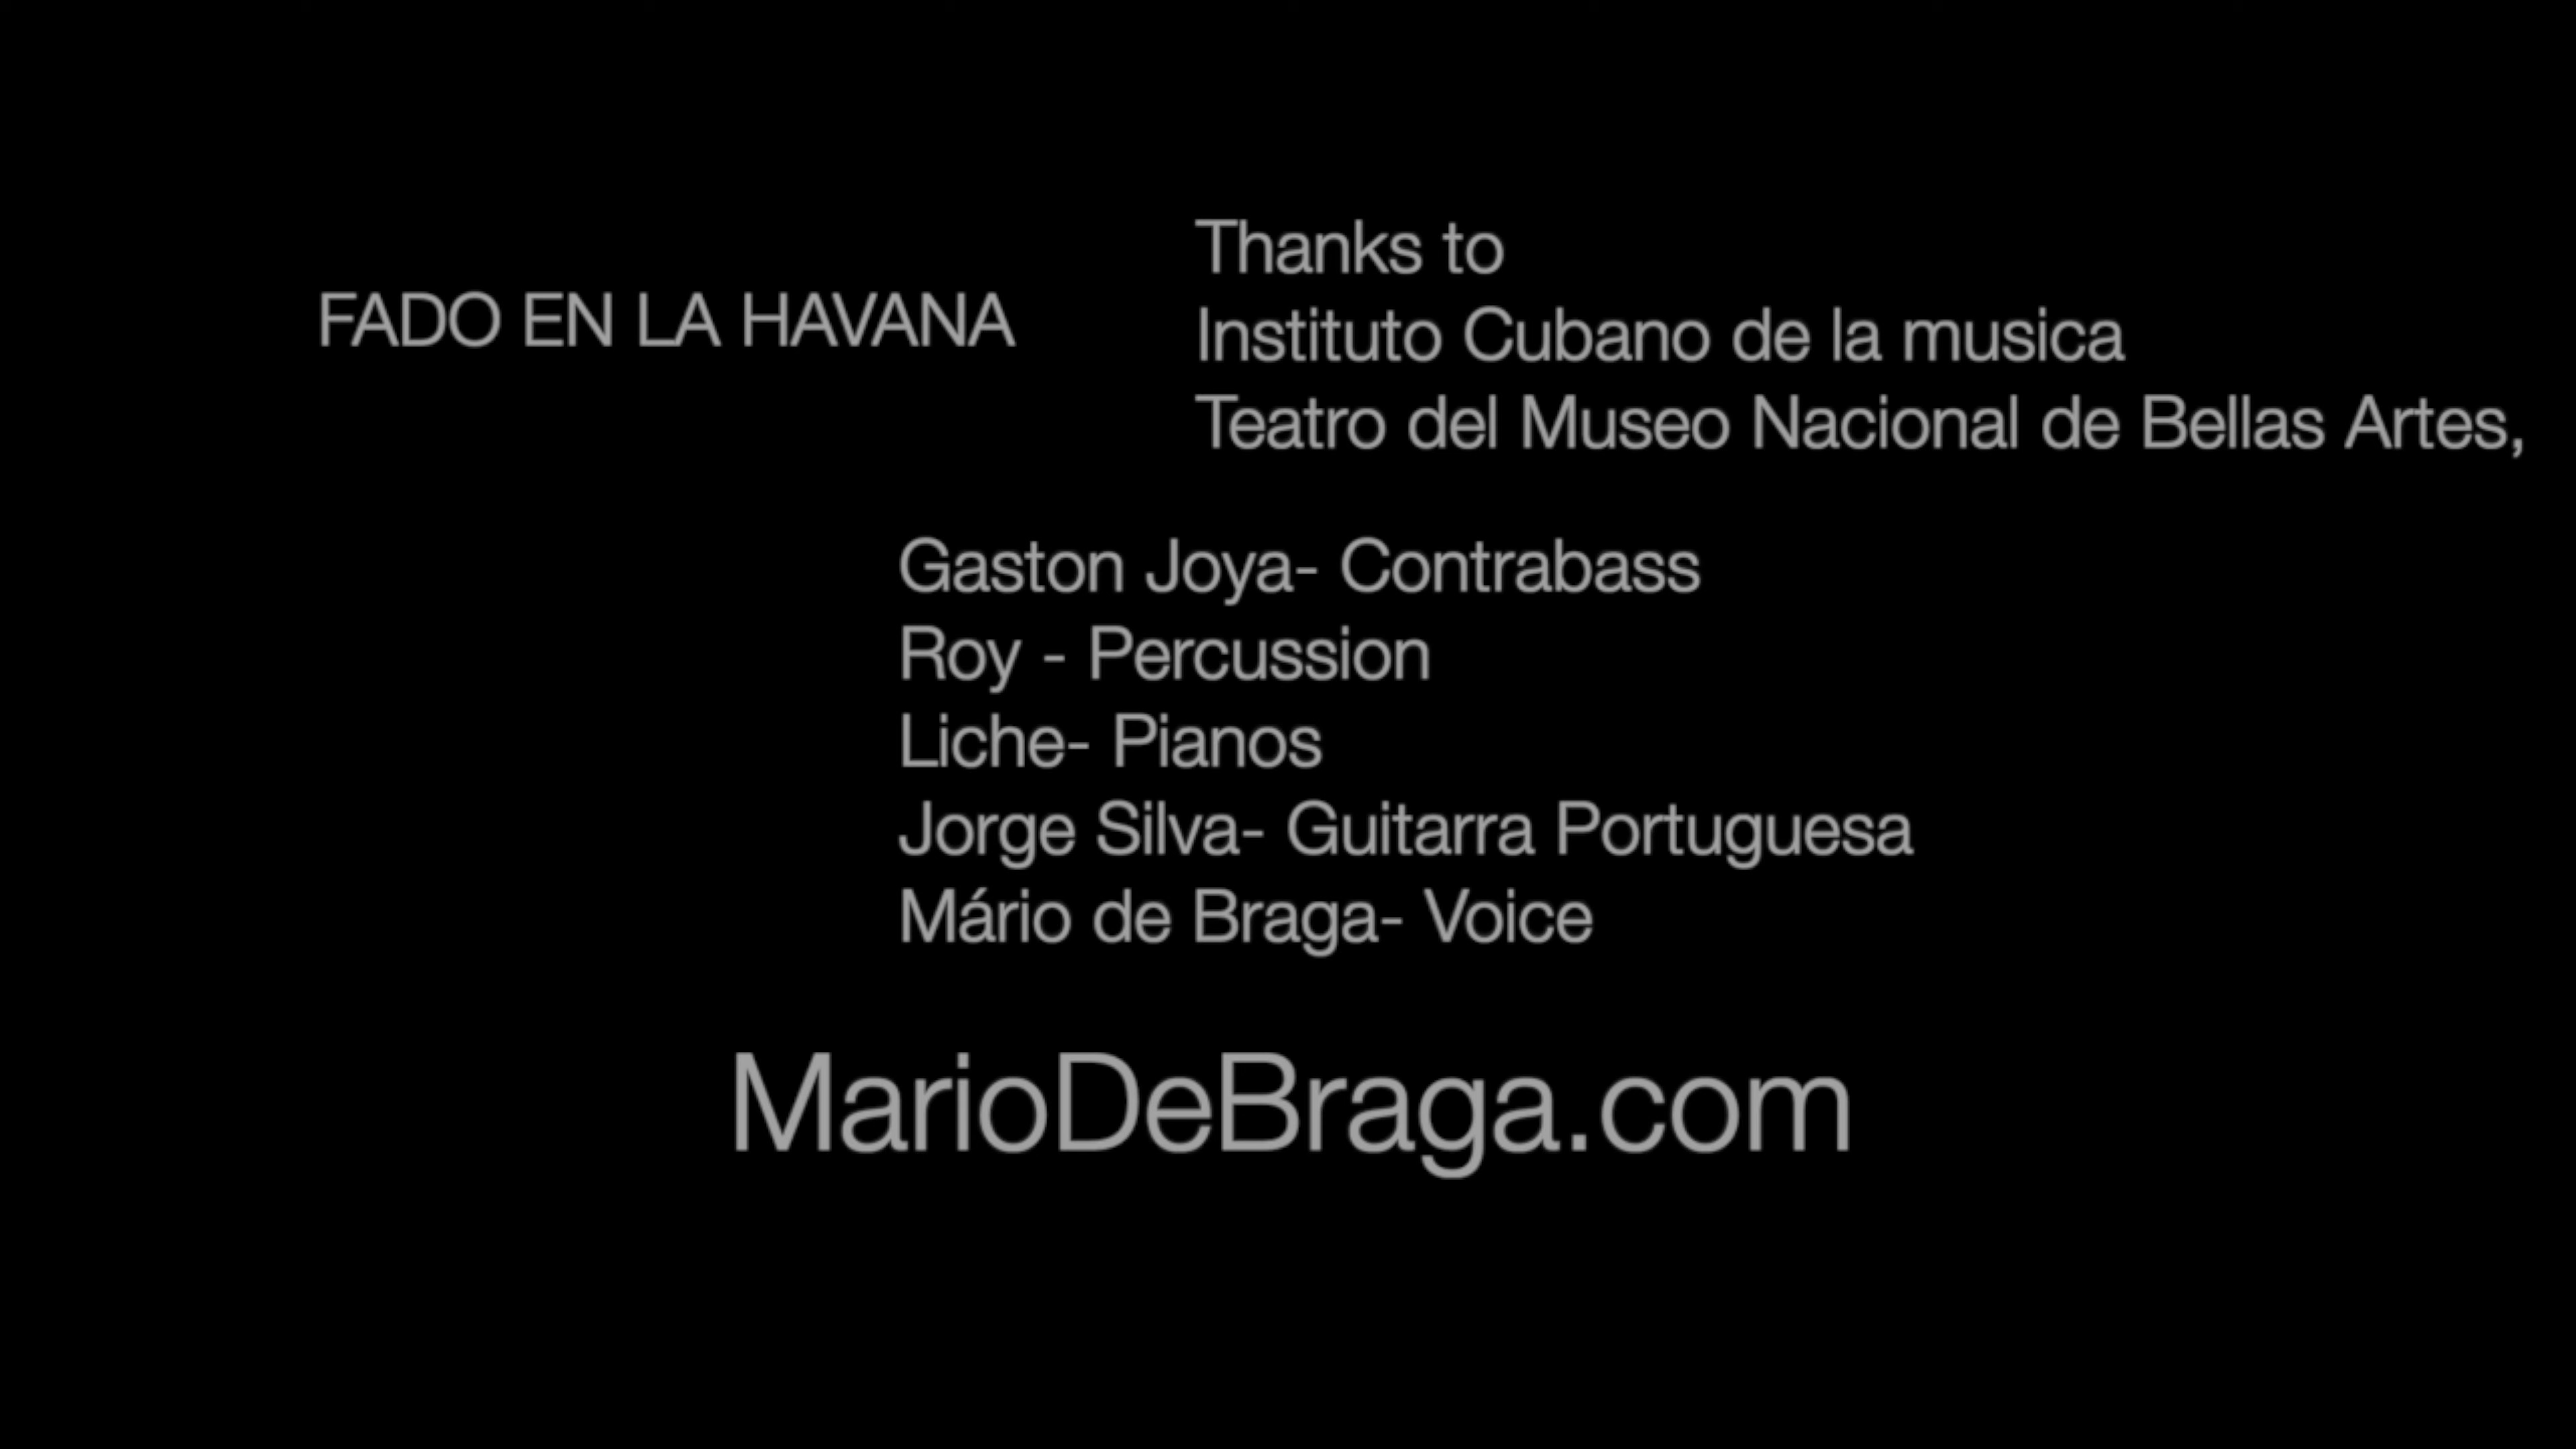 FADO EN LA HAVANA
Thanks to
Instituto Cubano de la musica
Teatro del Museo Nacional de Bellas Artes,
Gaston Joya- Contrabass
Roy - Percussion
Liche- Pianos
Jorge Silva- Guitarra Portuguesa
Mário de Braga- Voice
MarioDeBraga.com